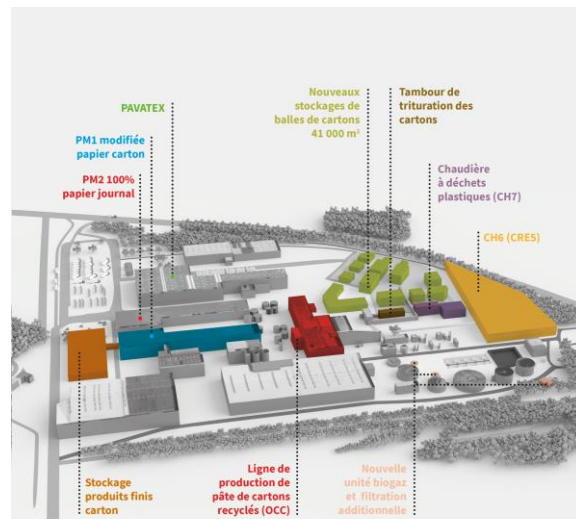 Nouveaux
stockages de
balles de cartons
41 000 m²
Tambour de
trituration des
cartons
PAVATEX
PM1 modifiée
papier carton
PM2 100%
papier journal
Chaudière
à déchets
plastiques (CH7)
CH6 (CRE5)
Stockage
produits finis
carton
Ligne de
production de
pâte de cartons
recyclés (OCC)
Nouvelle
unité biogaz
et filtration
additionnelle